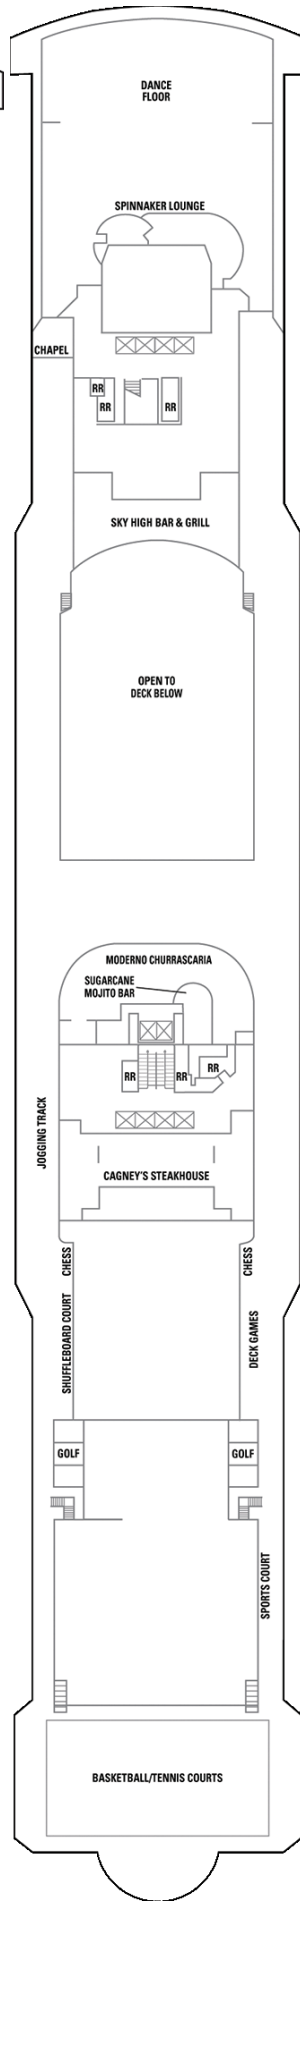 DANCE
FLOOR
SPINNAKER LOUNGE
CHAPEL
RR
RR
RR
SKY HIGH BAR & GRILL
OPEN TO
DECK BELOW
MODERNO CHURRASCARIA
SUGARCANE
MOJITO BAR
RR
RR
RR
JOGGING TRACK
CAGNEY'S STEAKHOUSE
CHESS
CHESS
SHUFFLEBOARD COURT
DECK GAMES
GOLF
GOLF
SPORTS COURT
BASKETBALL/TENNIS COURTS